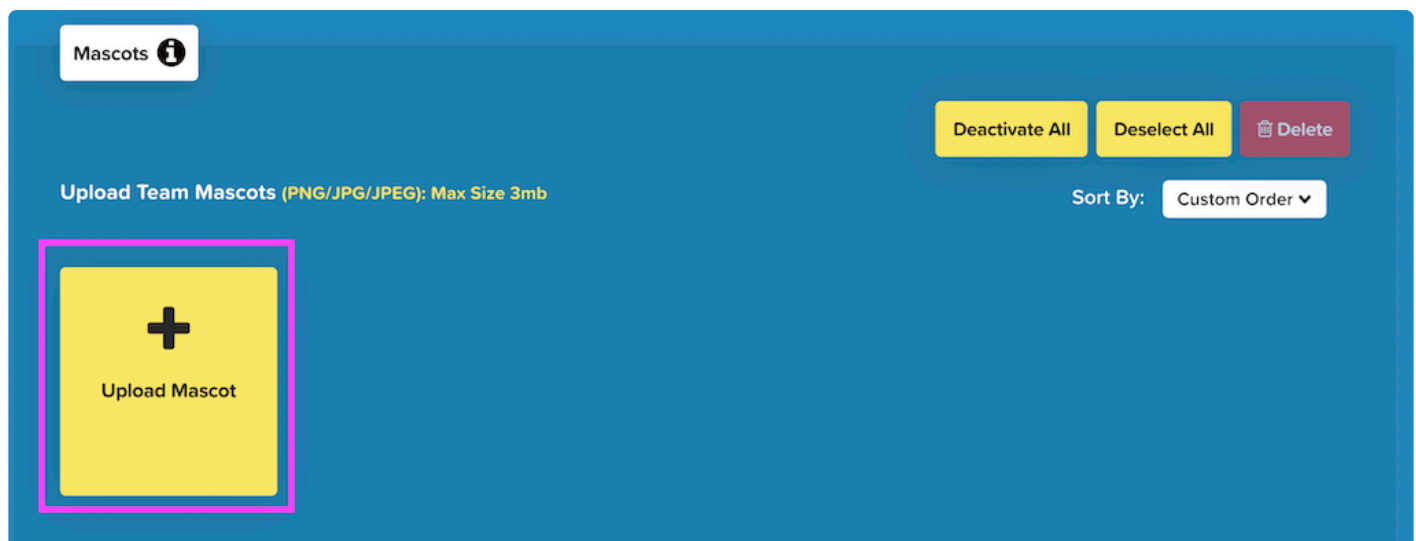 Mascots
Deactivate All
Deselect All
Delete
Upload Team Mascots (PNG/JPG/JPEG): Max Size 3mb
Sort By:
Custom Order
Upload Mascot